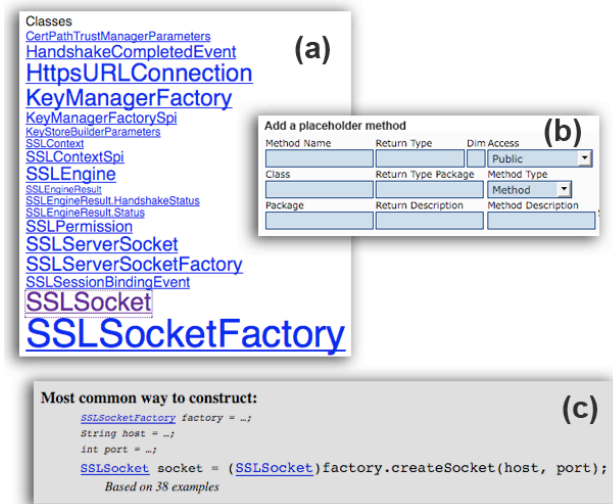 Classes
CertPathTrustManagerParameters
HandshakeCompletedEvent
HttpsURLConnection
KeyManagerFactory
KeyManagerFactorySpi
KeyStoreBuilderParameters
SSLContext
SSLContextSpi
SSLEngine
SSLEngineResult
SSLEngineResult.HandshakeStatus
SSLEngineResult.Status
SSLPermission
SSLServerSocket
SSLServerSocketFactory
SSLSessionBindingEvent
SSLSocket
SSLSocketFactory
(a)
Add a placeholder method
(b)
Method Name Return Type Dim Access
Public
Class Return Type Package Method Type
Method
Package Return Description Method Description
Most common way to construct:
(c)
SSLSocketFactory factory = …;
String host = …;
int port = …;
SSLSocket socket = (SSLSocket)factory.createSocket(host, port);
Based on 38 examples